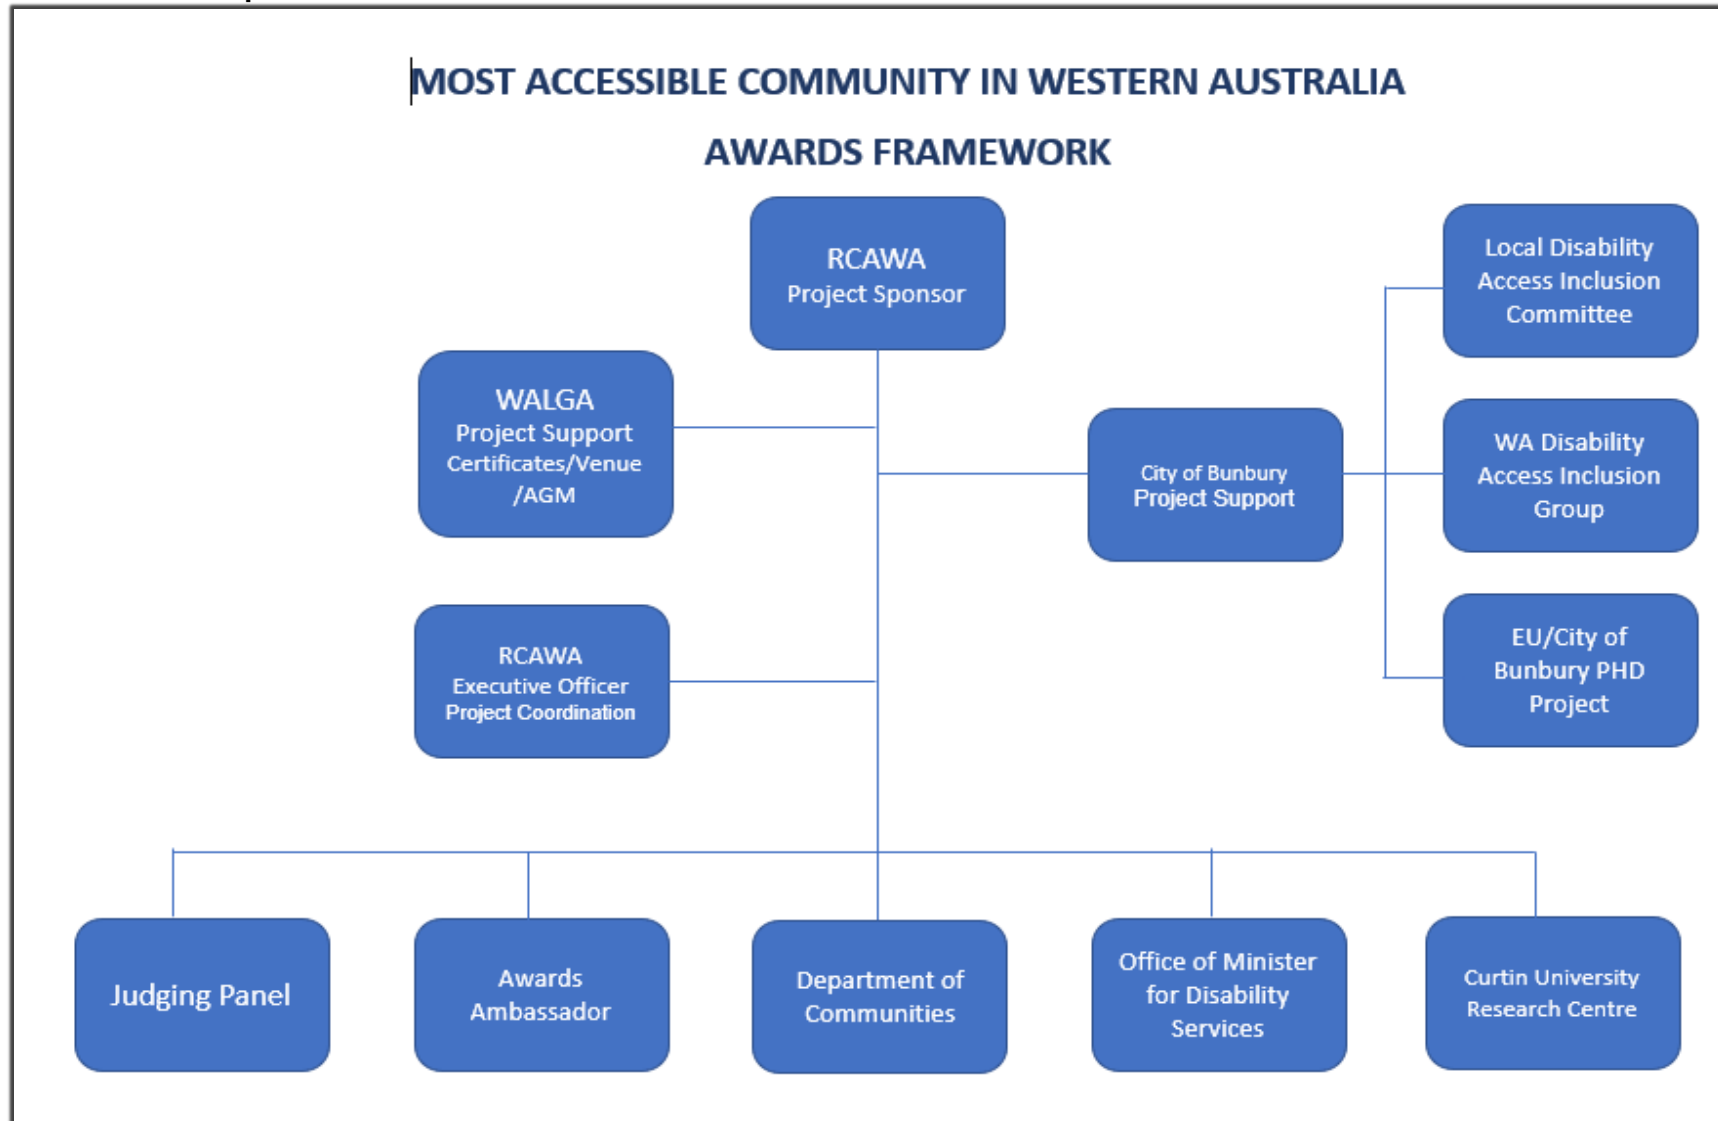 MOST ACCESSIBLE COMMUNITY IN WESTERN AUSTRALIA
AWARDS FRAMEWORK
RCAWA
Project Sponsor
WALGA
Project Support
Certificates/Venue
/AGM
City of Bunbury
Project Support
Local Disability
Access Inclusion
Committee
WA Disability
Access Inclusion
Group
EU/City of
Bunbury PHD
Project
RCAWA
Executive Officer
Project Coordination
Judging Panel
Awards
Ambassador
Department of
Communities
Office of Minister
for Disability
Services
Curtin University
Research Centre